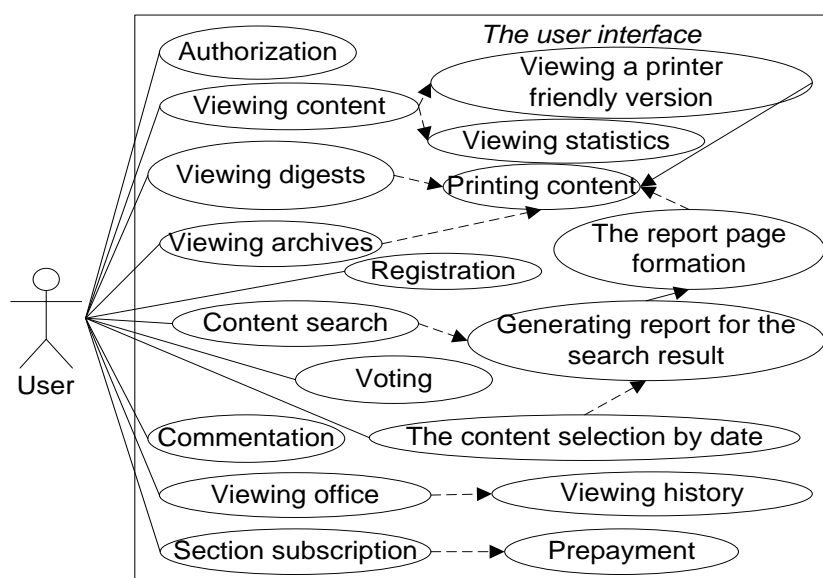 The user interface
Authorization
Viewing a printer
friendly version
Viewing content
Viewing statistics
Viewing digests
Printing content
Viewing archives
The report page
formation
Registration
Content search
Generating report for the
search result
User
Voting
Commentation
The content selection by date
Viewing office
Viewing history
Section subscription
Prepayment